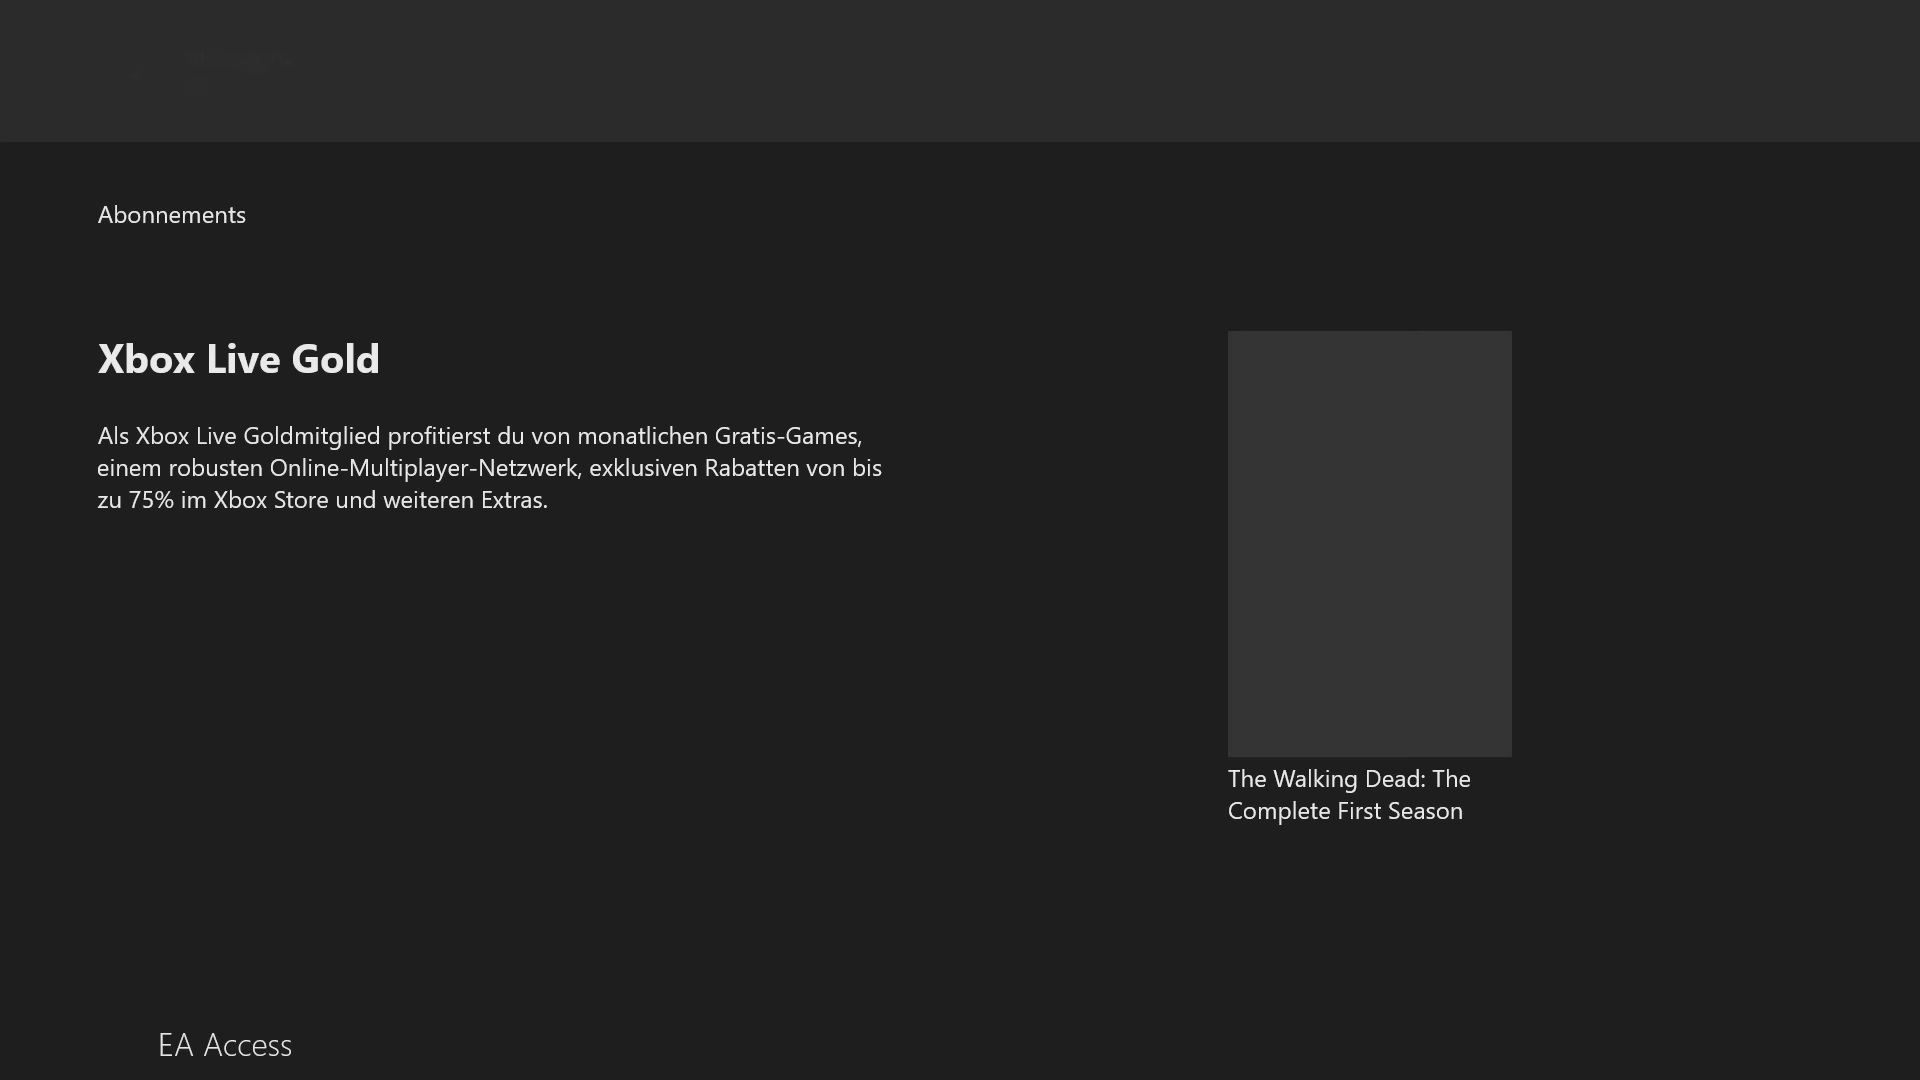 Abonnements
Xbox Live Gold
Als Xbox Live Goldmitglied profitierst du von monatlichen Gratis-Games,
einem robusten Online-Multiplayer-Netzwerk, exklusiven Rabatten von bis
zu 75% im Xbox Store und weiteren Extras.
The Walking Dead: The
Complete First Season
EA Access